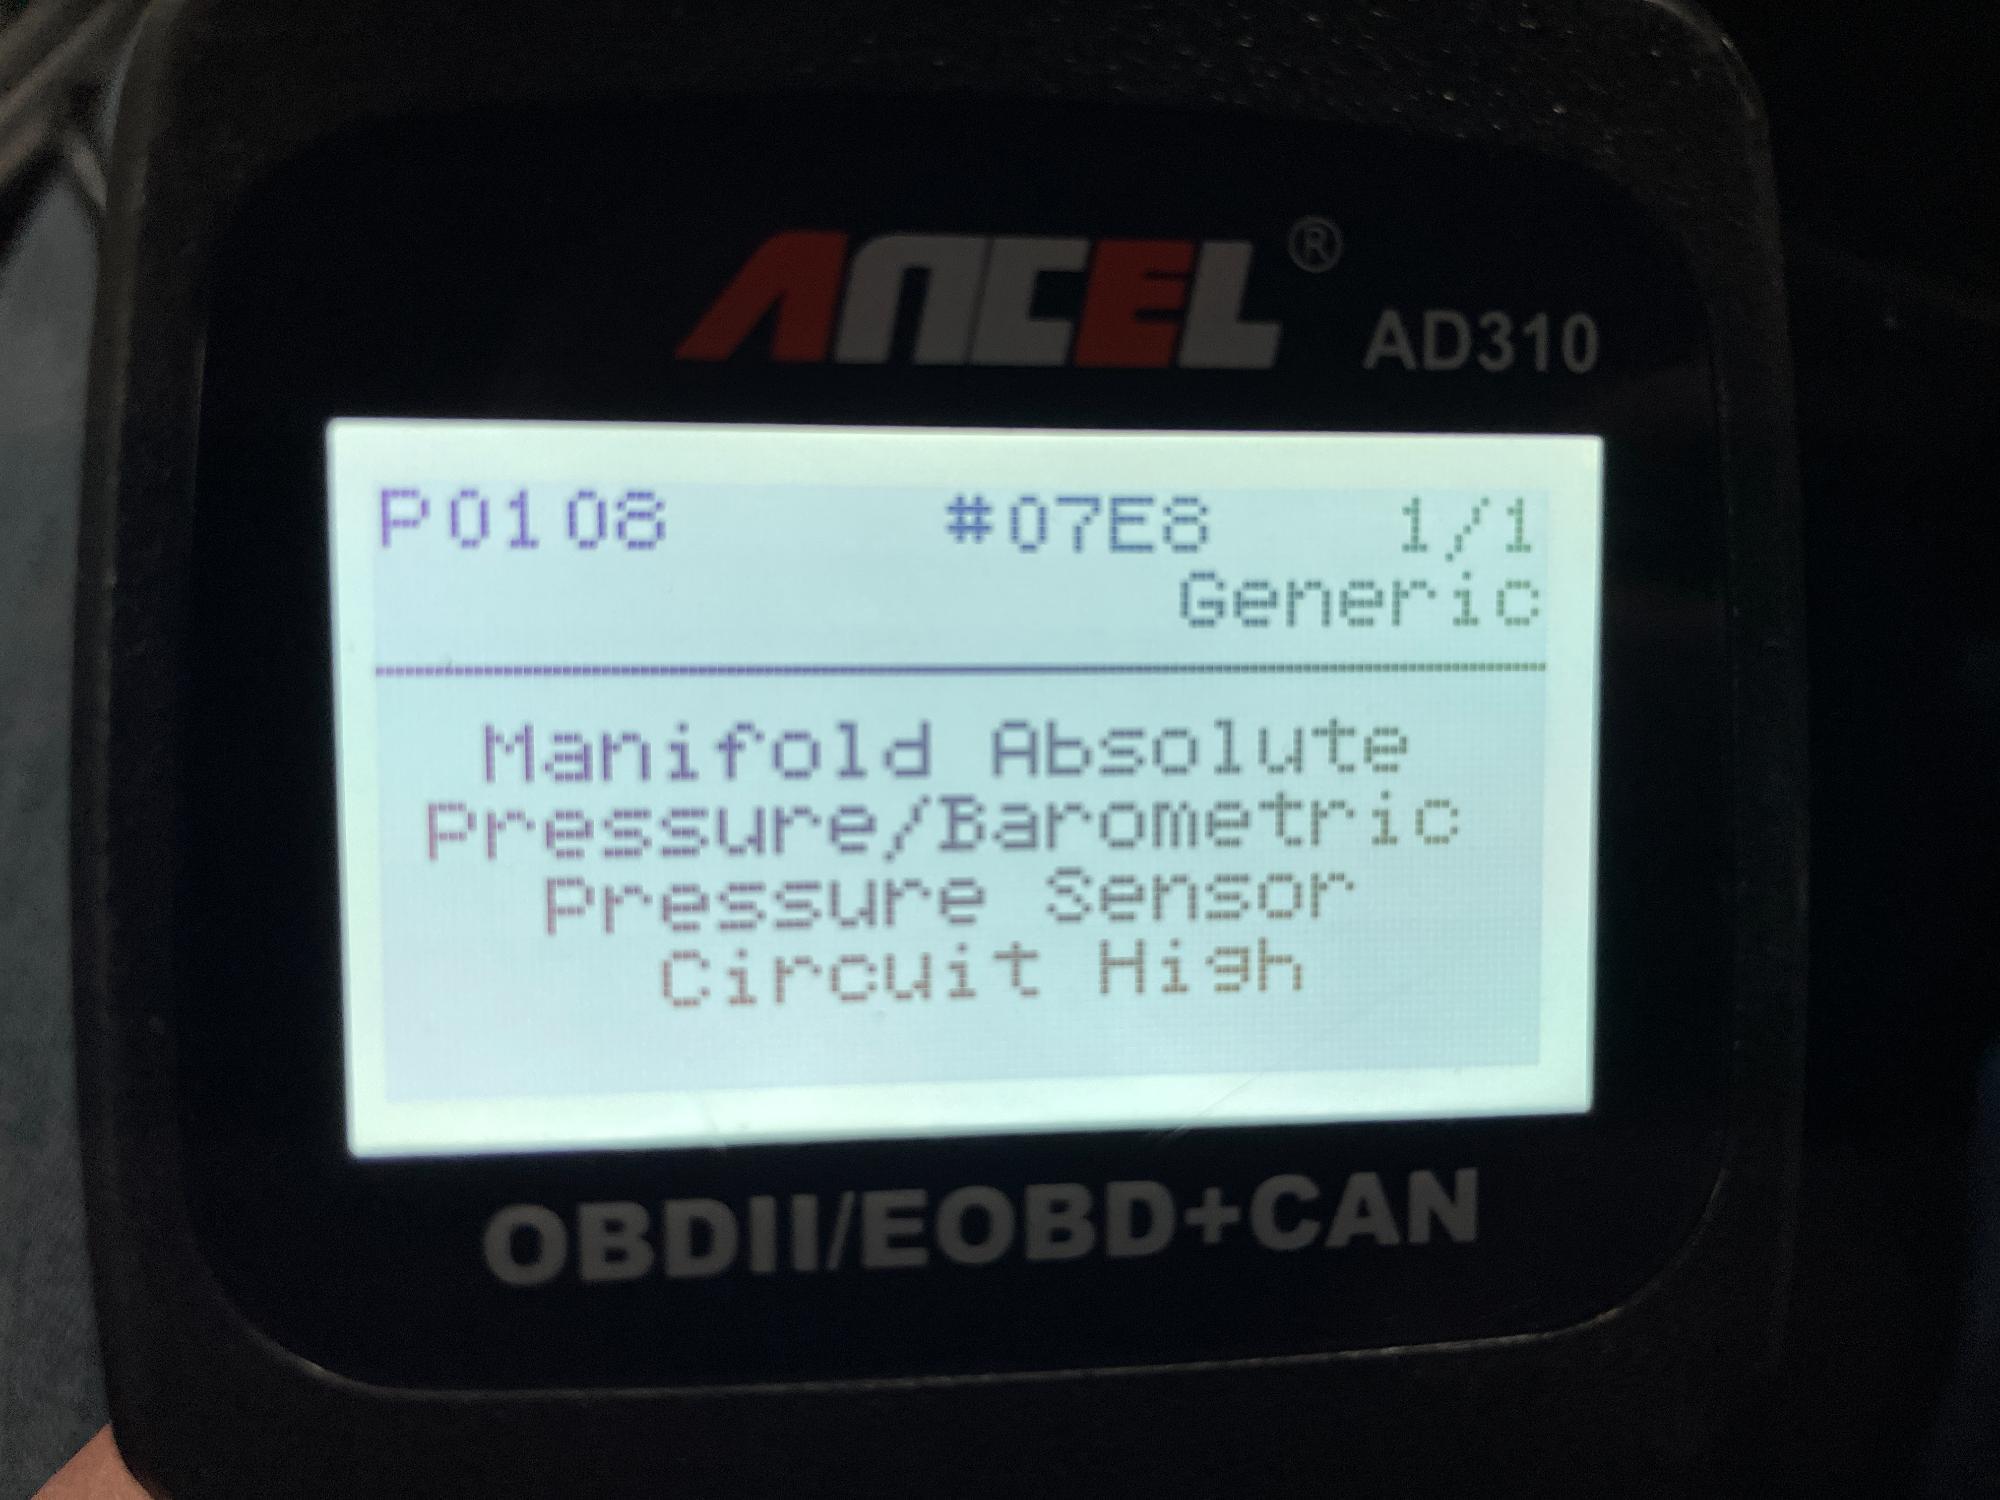 ANCEL®
AD310
P0108 #07E8 1/1
Generic
Manifold Absolute
Pressure/Barometric
Pressure Sensor
Circuit High
OBDII/EOBD+CAN